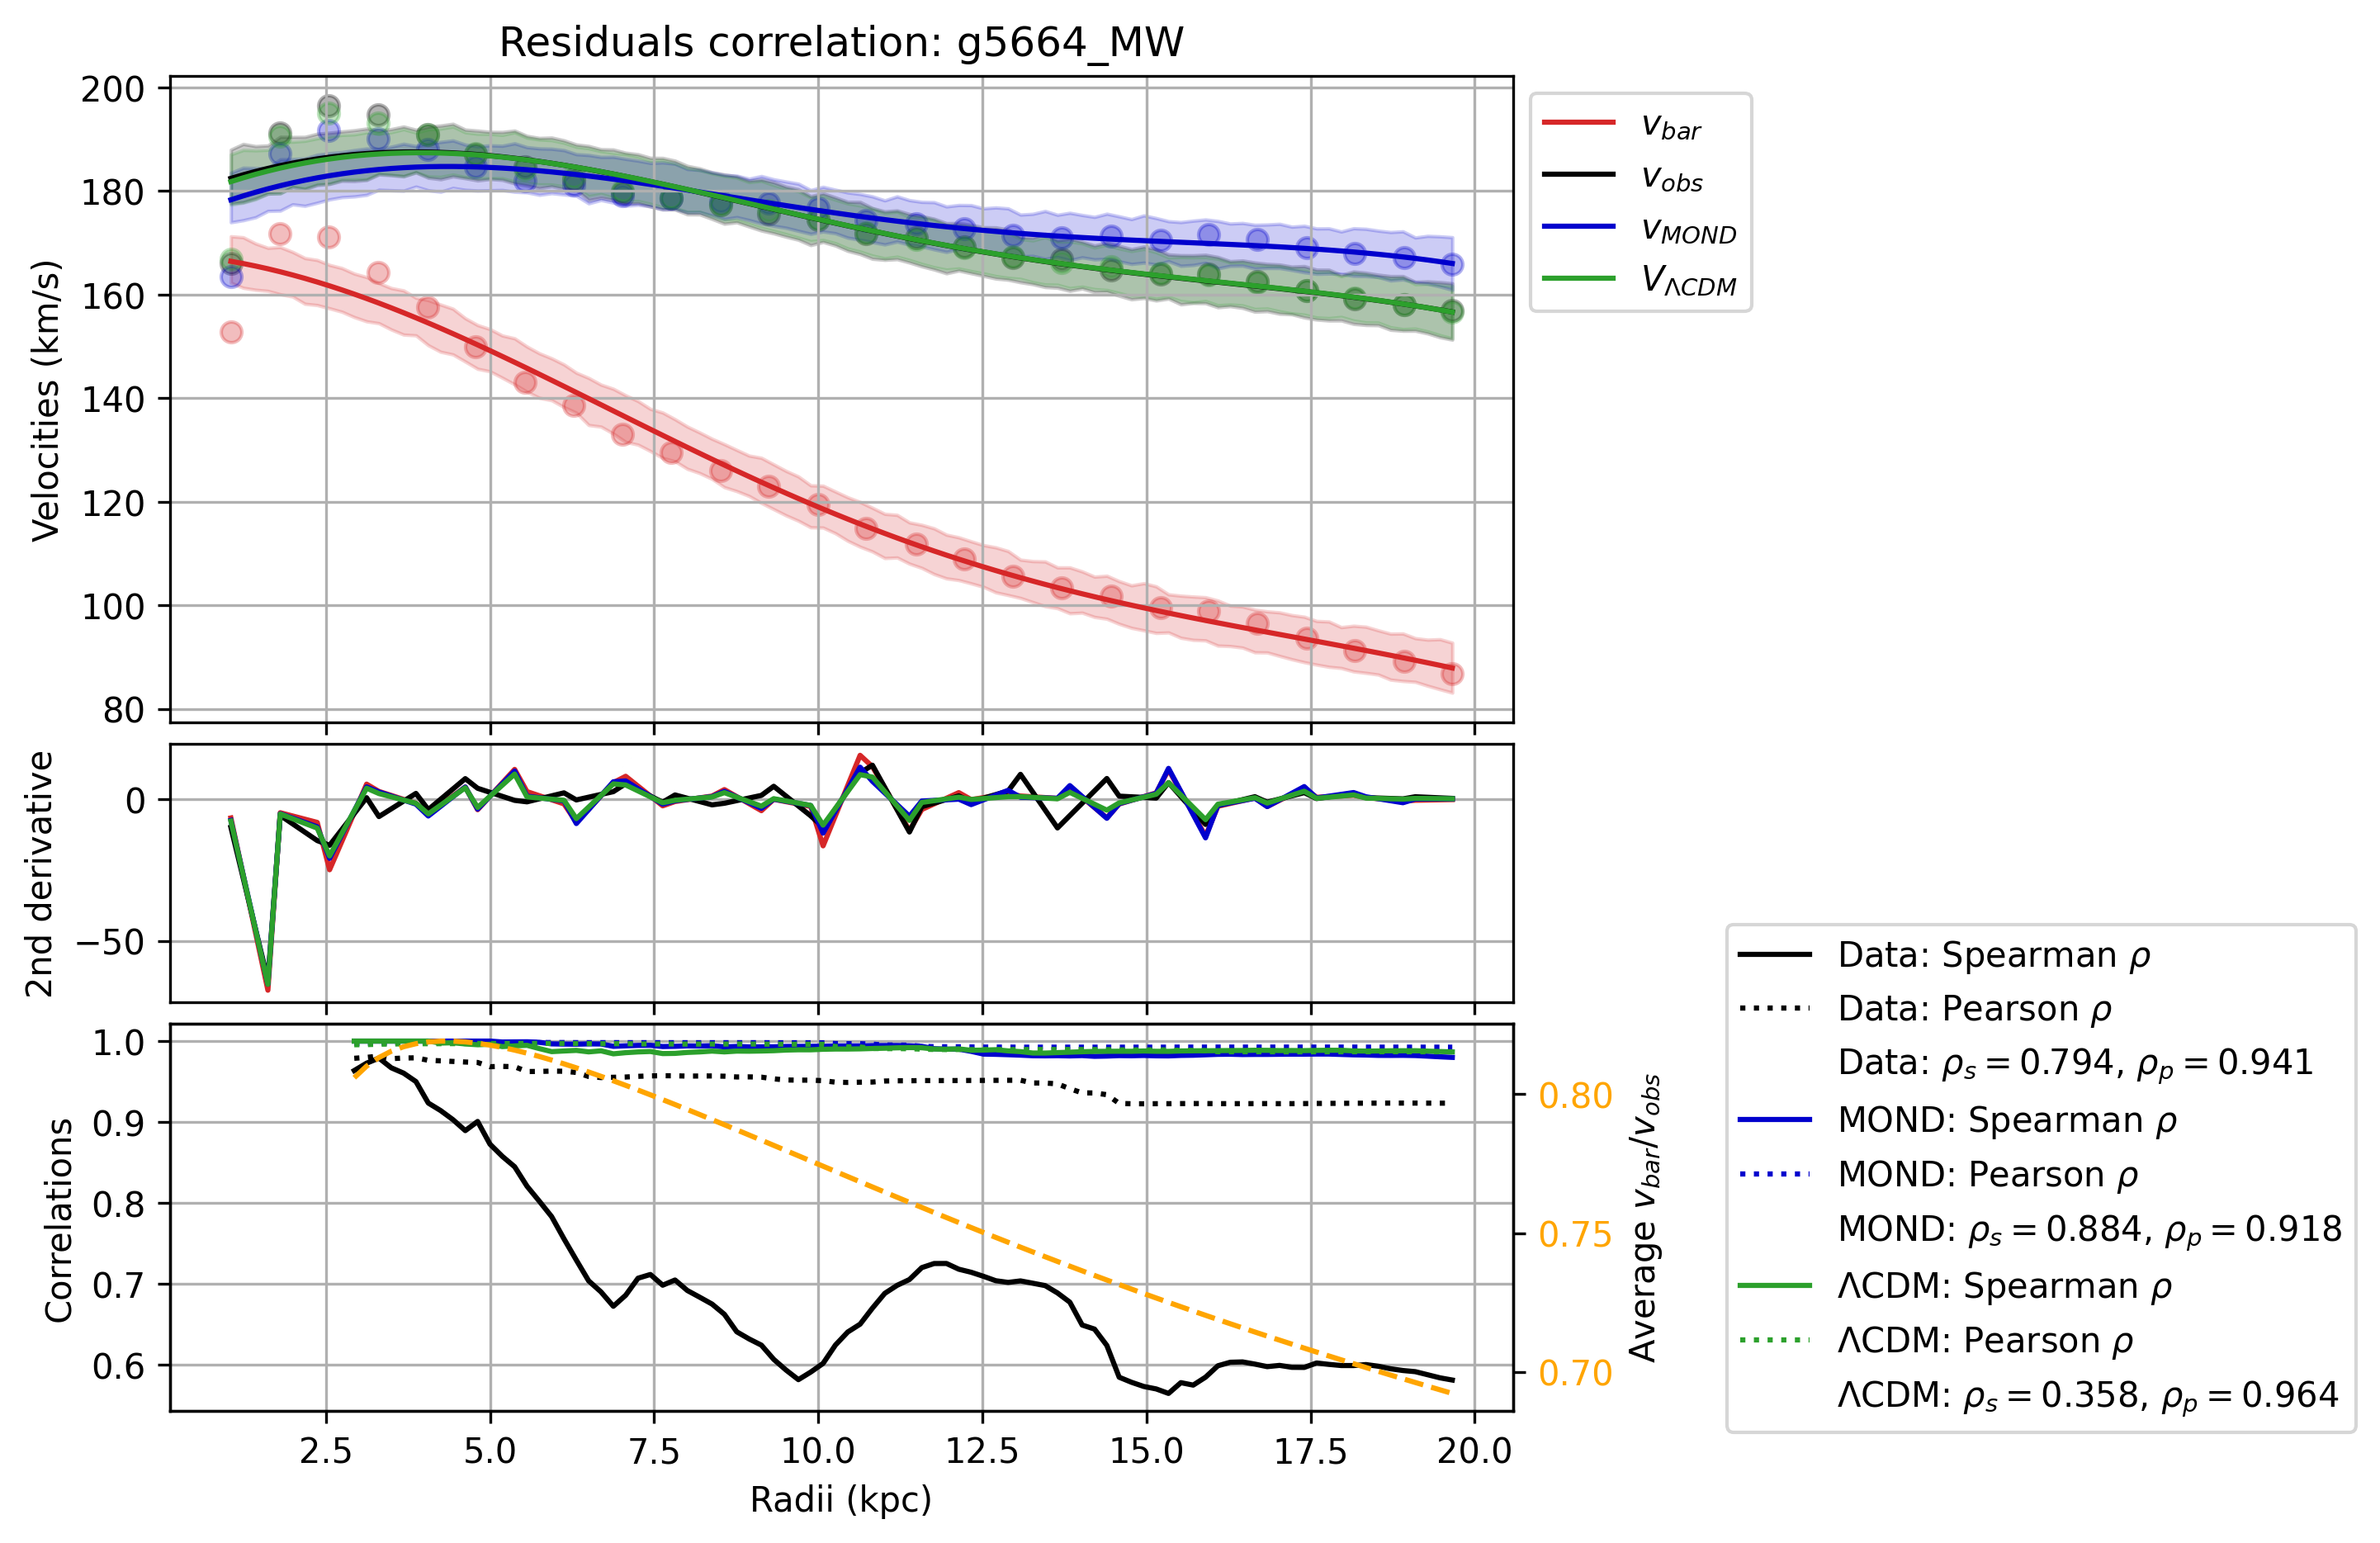 Residuals correlation: g5664_MW
Velocities (km/s)
200
180
160
140
120
100
80
v_bar
v_obs
v_MOND
V_ΛCDM
2nd derivative
0
−50
Correlations
1.0
0.9
0.8
0.7
0.6
0.80
0.75
0.70
Average v_bar/v_obs
2.5 5.0 7.5 10.0 12.5 15.0 17.5 20.0
Radii (kpc)
Data: Spearman ρ
Data: Pearson ρ
Data: ρ_s = 0.794, ρ_p = 0.941
MOND: Spearman ρ
MOND: Pearson ρ
MOND: ρ_s = 0.884, ρ_p = 0.918
ΛCDM: Spearman ρ
ΛCDM: Pearson ρ
ΛCDM: ρ_s = 0.358, ρ_p = 0.964